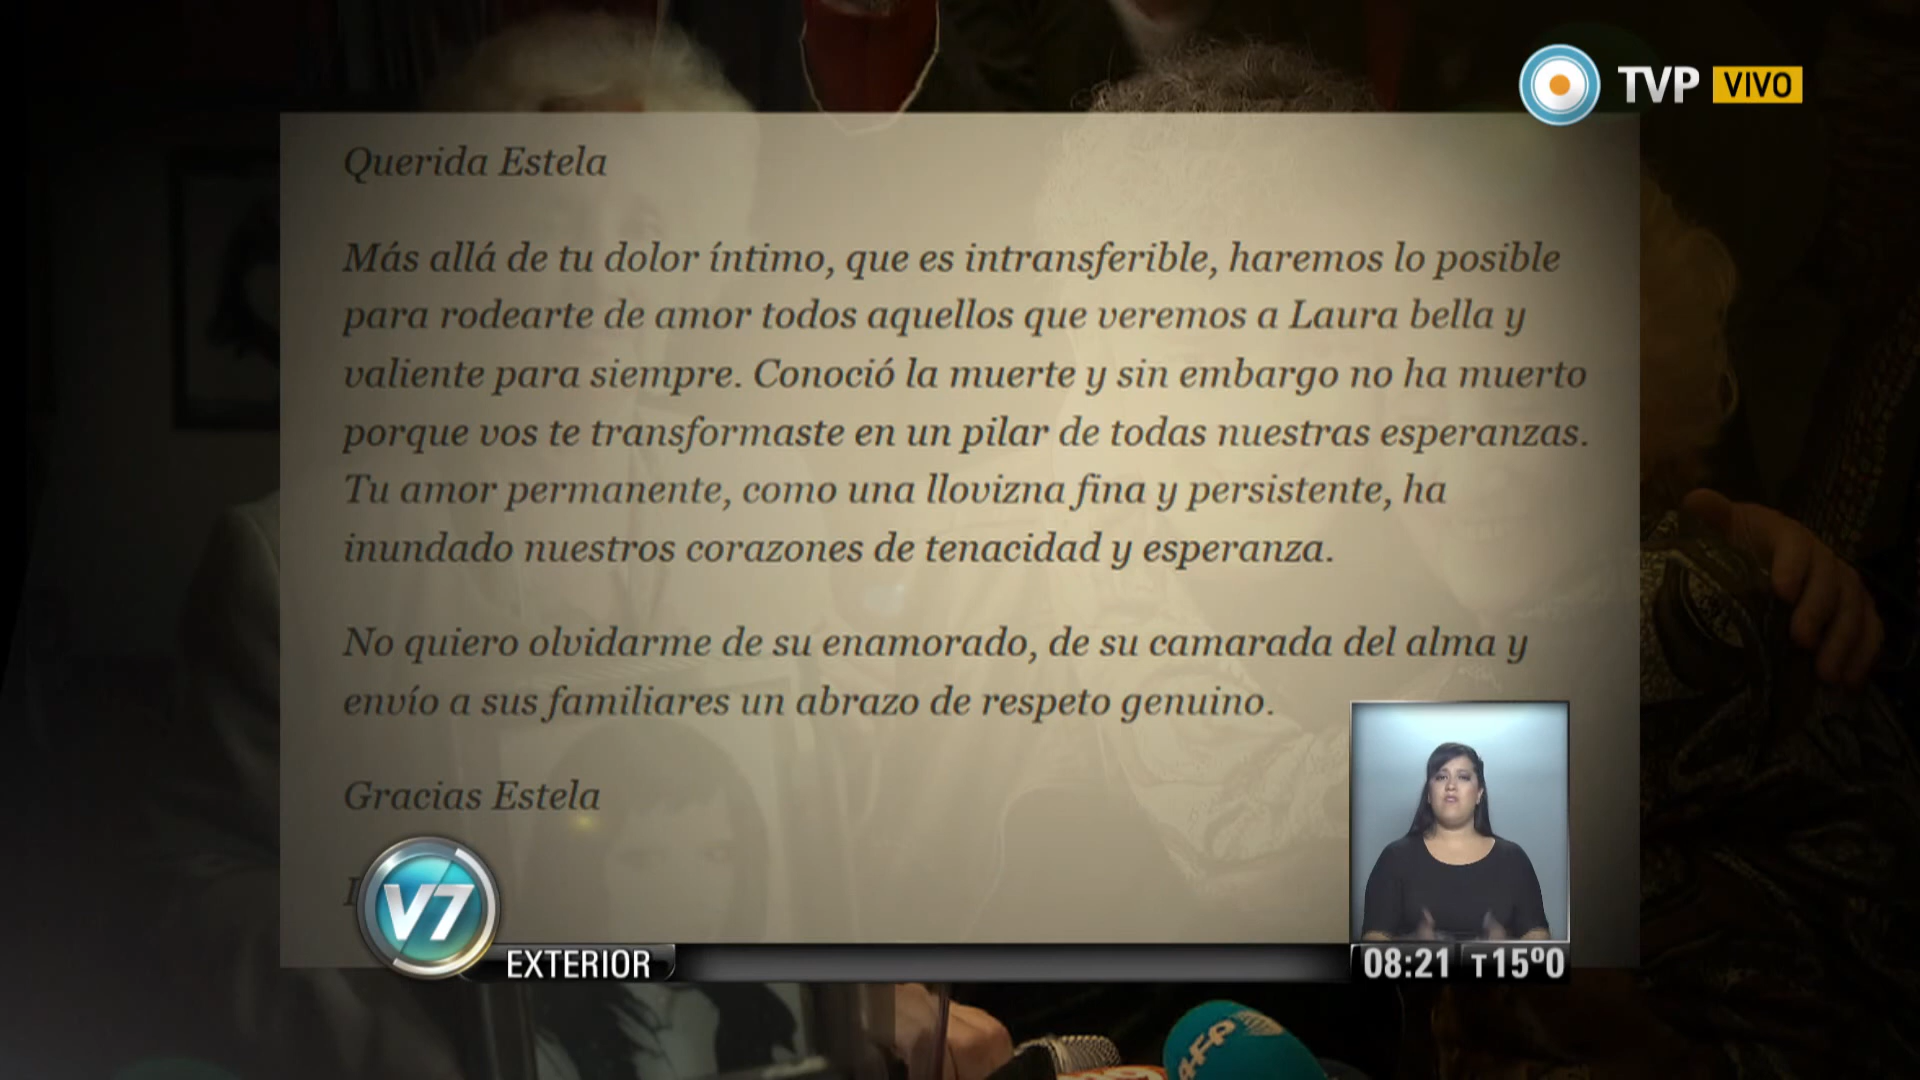 TVP VIVO
Querida Estela
Más allá de tu dolor íntimo, que es intransferible, haremos lo posible
para rodearte de amor todos aquellos que veremos a Laura bella y
valiente para siempre. Conoció la muerte y sin embargo no ha muerto
porque vos te transformaste en un pilar de todas nuestras esperanzas.
Tu amor permanente, como una llovizna fina y persistente, ha
inundado nuestros corazones de tenacidad y esperanza.
No quiero olvidarme de su enamorado, de su camarada del alma y
envío a sus familiares un abrazo de respeto genuino.
Gracias Estela
V7
EXTERIOR
08:21 T15º0
AFP